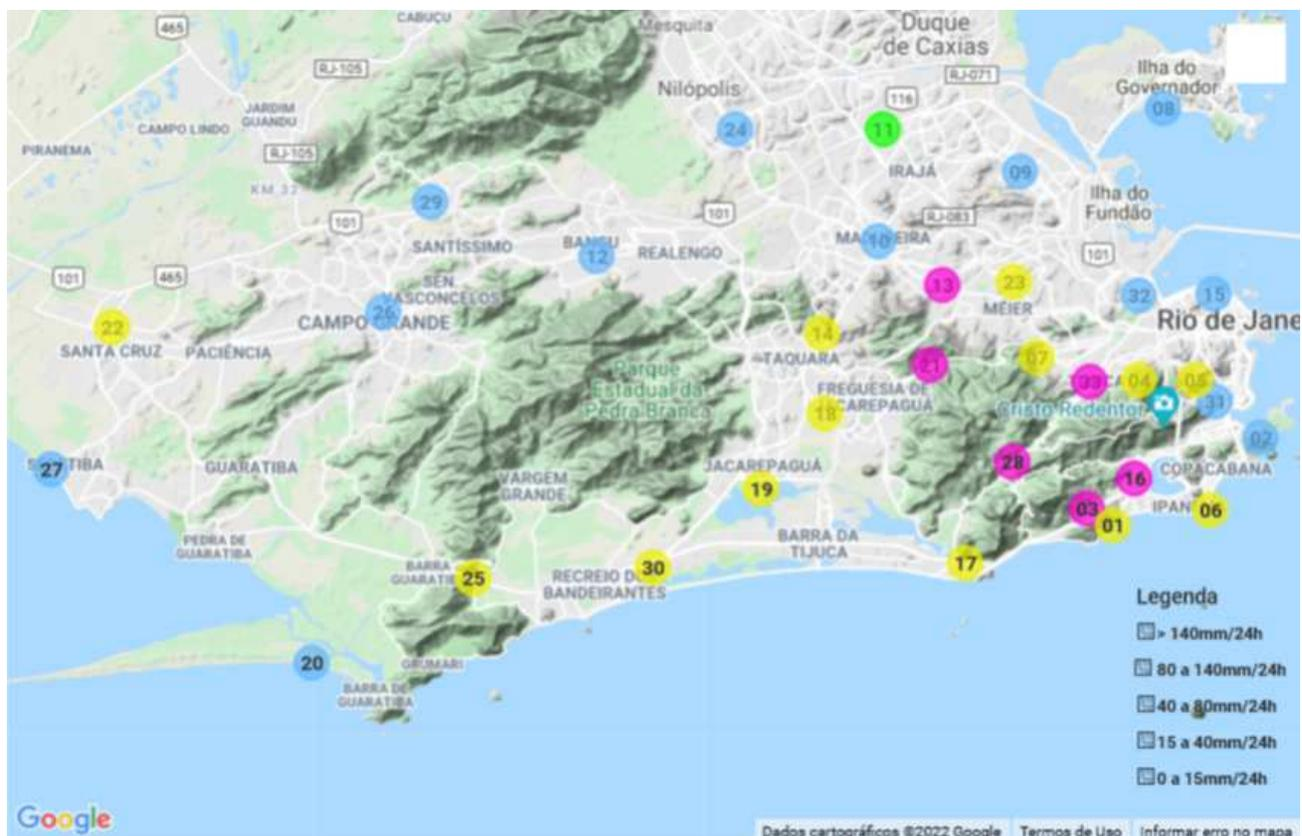 465
CABUÇU
Mesquita
Duque
de Caxias
RJ-105
RJ-071
Ilha do
Governador
Nilópolis
116
JARDIM
GUANDU
CAMPO LINDO
08
24
11
PIRANEMA
RJ-105
IRAJÁ
09
KM 32
29
Ilha do
Fundão
101
101
RJ-083
SANTÍSSIMO
BANGU
REALENGO
10
12
101
101
465
SEN
VASCONCELOS
13
23
32
15
26
CAMPO GRANDE
MÉIER
22
Rio de Jane
SANTA CRUZ
PACIÊNCIA
14
TAQUARA
07
21
Parque
Estadual da
Pedra Branca
33
04
05
FREGUESIA DE
18
Cristo Redentor
31
02
27
GUARATIBA
JACAREPAGUÁ
28
COPACABANA
VARGEM
GRANDE
16
19
03
01
06
PEDRA DE
GUARATIBA
BARRA DA
TIJUCA
17
BARRA
25
30
RECREIO DOS
BANDEIRANTES
20
GRUMARI
BARRA DE
GUARATIBA
Legenda
> 140mm/24h
80 a 140mm/24h
40 a 80mm/24h
15 a 40mm/24h
0 a 15mm/24h
Google
Dados cartográficos ©2022 Google
Termos de Uso
Informar erro no mapa